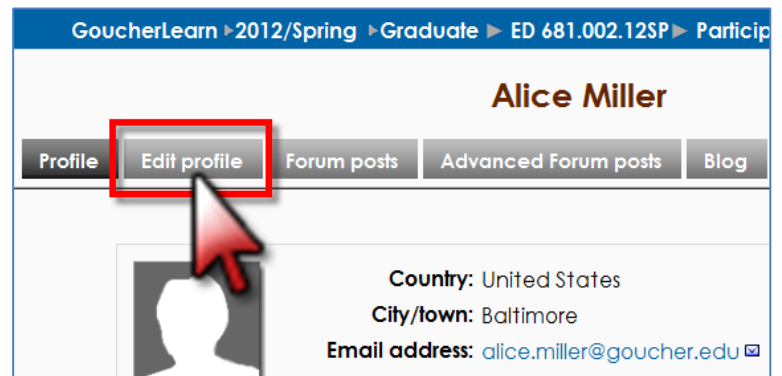 GoucherLearn ▶2012/Spring ▶Graduate ▶ ED 681.002.12SP▶ Particip
Alice Miller
Profile Edit profile Forum posts Advanced Forum posts Blog
Country: United States
City/town: Baltimore
Email address: alice.miller@goucher.edu